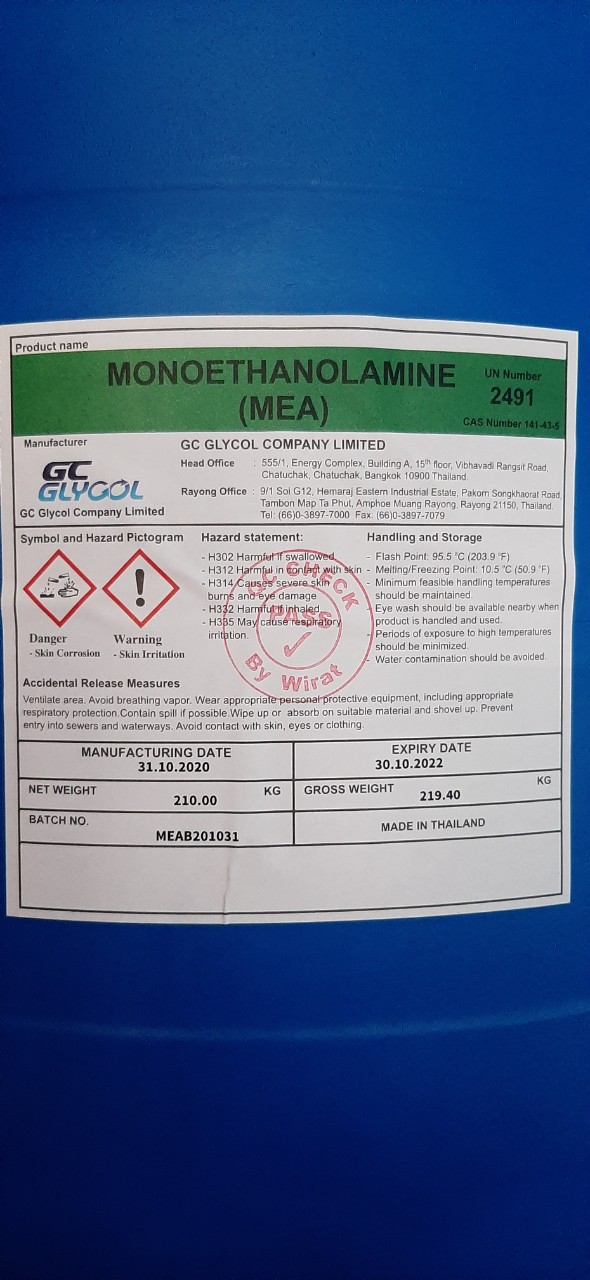 Product name
MONOETHANOLAMINE
(MEA)
UN Number
2491
CAS Number 141-43-5
Manufacturer
GC
GLYCOL
GC Glycol Company Limited
GC GLYCOL COMPANY LIMITED
Head Office : 555/1, Energy Complex, Building A, 15th floor, Vibhavadi Rangsit Road,
Chatuchak, Chatuchak, Bangkok 10900 Thailand.
Rayong Office : 9/1 Soi G12, Hemaraj Eastern Industrial Estate, Pakorn Songkhaorat Road,
Tambon Map Ta Phut, Amphoe Muang Rayong, Rayong 21150, Thailand.
Tel: (66)0-3897-7000 Fax: (66)0-3897-7079
Symbol and Hazard Pictogram
Danger
- Skin Corrosion
Warning
- Skin Irritation
Hazard statement:
- H302 Harmful if swallowed
- H312 Harmful in contact with skin
- H314 Causes severe skin
burns and eye damage
- H332 Harmful if inhaled
- H335 May cause respiratory
irritation.
Handling and Storage
- Flash Point: 95.5 °C (203.9 °F)
- Melting/Freezing Point: 10.5 °C (50.9 °F)
- Minimum feasible handling temperatures
should be maintained.
- Eye wash should be available nearby when
product is handled and used.
- Periods of exposure to high temperatures
should be minimized.
- Water contamination should be avoided.
QC CHECK
PASS
By Wirat
Accidental Release Measures
Ventilate area. Avoid breathing vapor. Wear appropriate personal protective equipment, including appropriate
respiratory protection.Contain spill if possible.Wipe up or absorb on suitable material and shovel up. Prevent
entry into sewers and waterways. Avoid contact with skin, eyes or clothing.
MANUFACTURING DATE
31.10.2020
EXPIRY DATE
30.10.2022
NET WEIGHT 210.00 KG
GROSS WEIGHT 219.40 KG
BATCH NO.
MEAB201031
MADE IN THAILAND